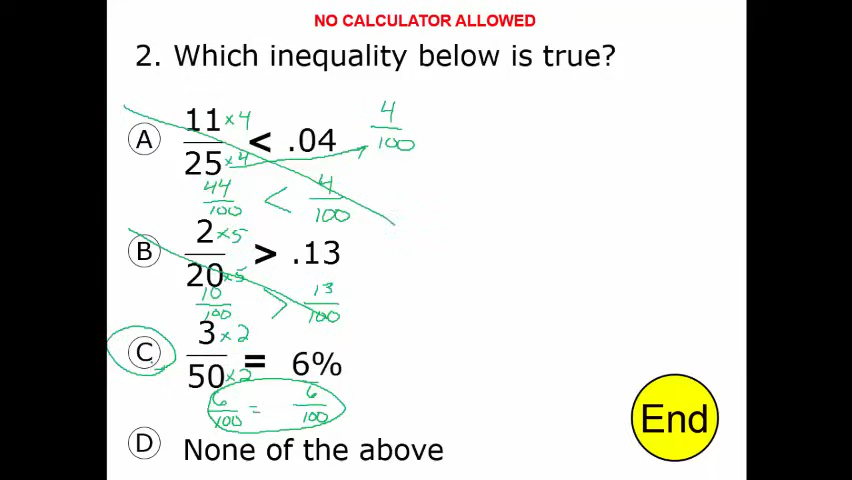 NO CALCULATOR ALLOWED
2. Which inequality below is true?
A 11/25 < .04
×4
×4
4/100
44/100 < 4/100
B 2/20 > .13
×5
×5
10/100 > 13/100
C 3/50 = 6%
×2
×2
6/100 = 6/100
D None of the above
End